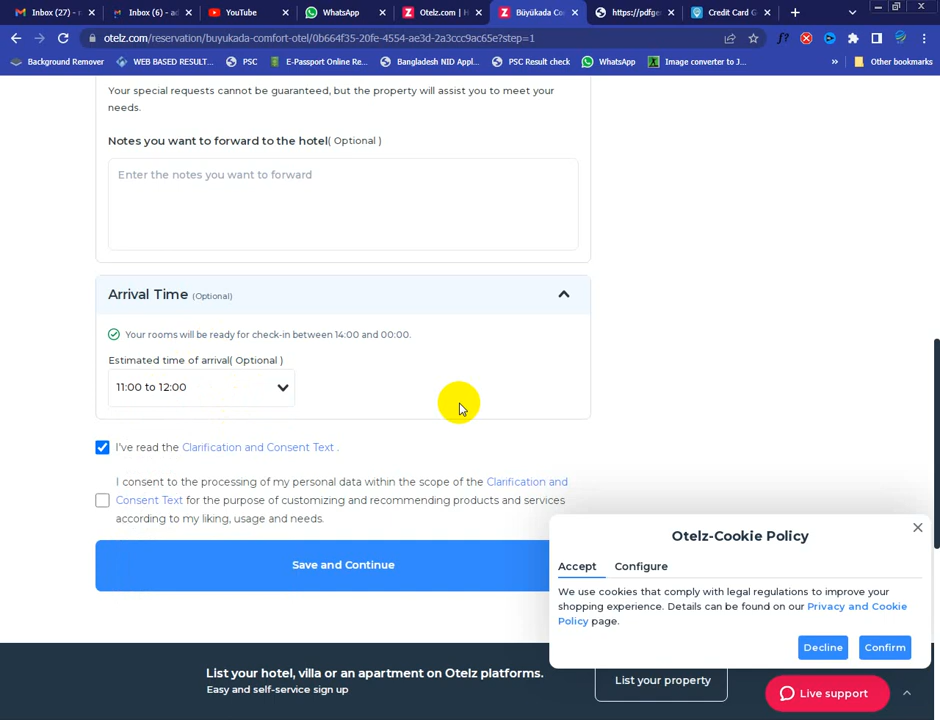 Inbox (27) - r
Inbox (6) - ad
YouTube
WhatsApp
Otelz.com | H
Büyükada Co
https://pdfge
Credit Card G
otelz.com/reservation/buyukada-comfort-otel/0b664f35-20fe-4554-ae3d-2a3ccc9ac65e?step=1
Background Remover
WEB BASED RESULT...
PSC
E-Passport Online Re...
Bangladesh NID Appl...
PSC Result check
WhatsApp
Image converter to J...
»
Other bookmarks
Your special requests cannot be guaranteed, but the property will assist you to meet your
needs.
Notes you want to forward to the hotel( Optional )
Enter the notes you want to forward
Arrival Time (Optional)
Your rooms will be ready for check-in between 14:00 and 00:00.
Estimated time of arrival( Optional )
11:00 to 12:00
I've read the Clarification and Consent Text .
I consent to the processing of my personal data within the scope of the Clarification and
Consent Text for the purpose of customizing and recommending products and services
according to my liking, usage and needs.
Save and Continue
Otelz-Cookie Policy
Accept
Configure
We use cookies that comply with legal regulations to improve your
shopping experience. Details can be found on our Privacy and Cookie
Policy page.
Decline
Confirm
List your hotel, villa or an apartment on Otelz platforms.
Easy and self-service sign up
List your property
Live support